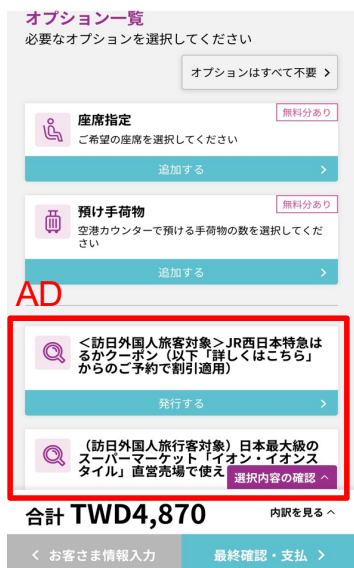 オプション一覧
必要なオプションを選択してください
オプションはすべて不要 >
無料分あり
座席指定
ご希望の座席を選択してください
追加する >
無料分あり
預け手荷物
空港カウンターで預ける手荷物の数を選択してくだ
さい
追加する >
AD
<訪日外国人旅客対象>JR西日本特急は
るかクーポン（以下「詳しくはこちら」
からのご予約で割引適用）
発行する >
（訪日外国人旅行客対象）日本最大級の
スーパーマーケット「イオン・イオンス
タイル」直営売場で使え
選択内容の確認 ^
合計 TWD4,870
内訳を見る ^
< お客さま情報入力
最終確認・支払 >